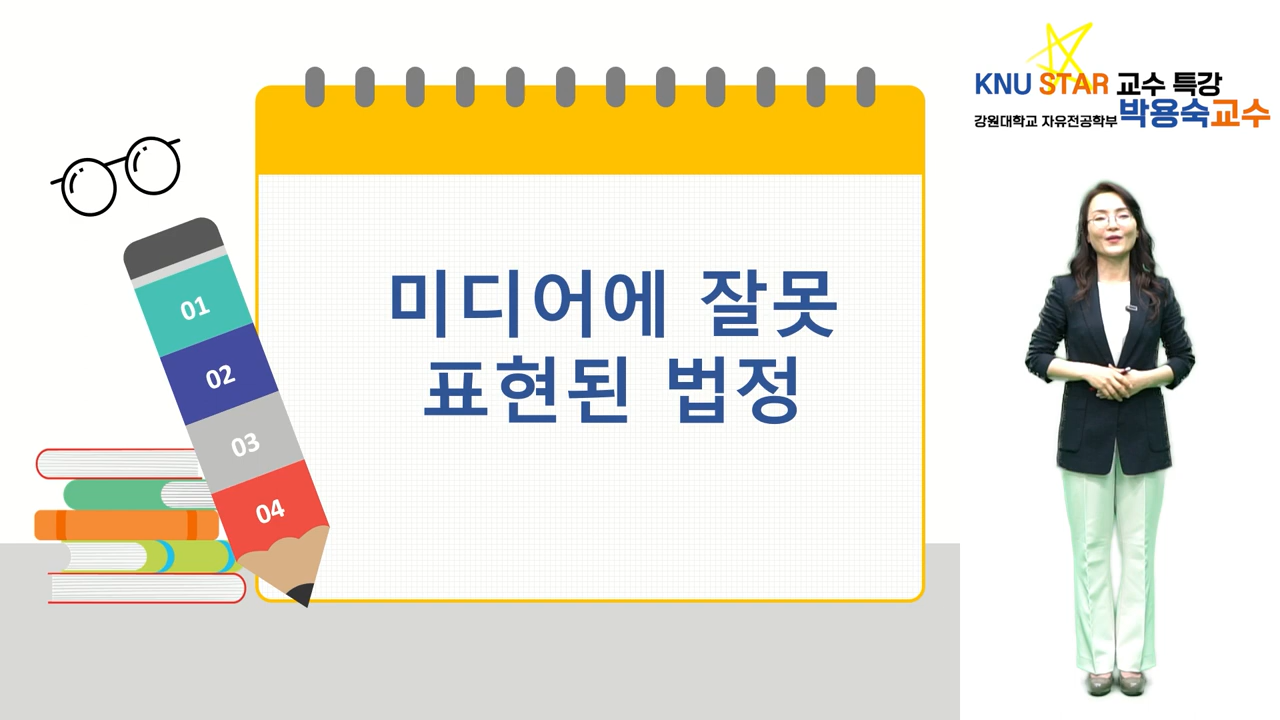 미디어에 잘못
표현된 법정
01
02
03
04
KNU STAR 교수 특강
강원대학교 자유전공학부 박용숙교수